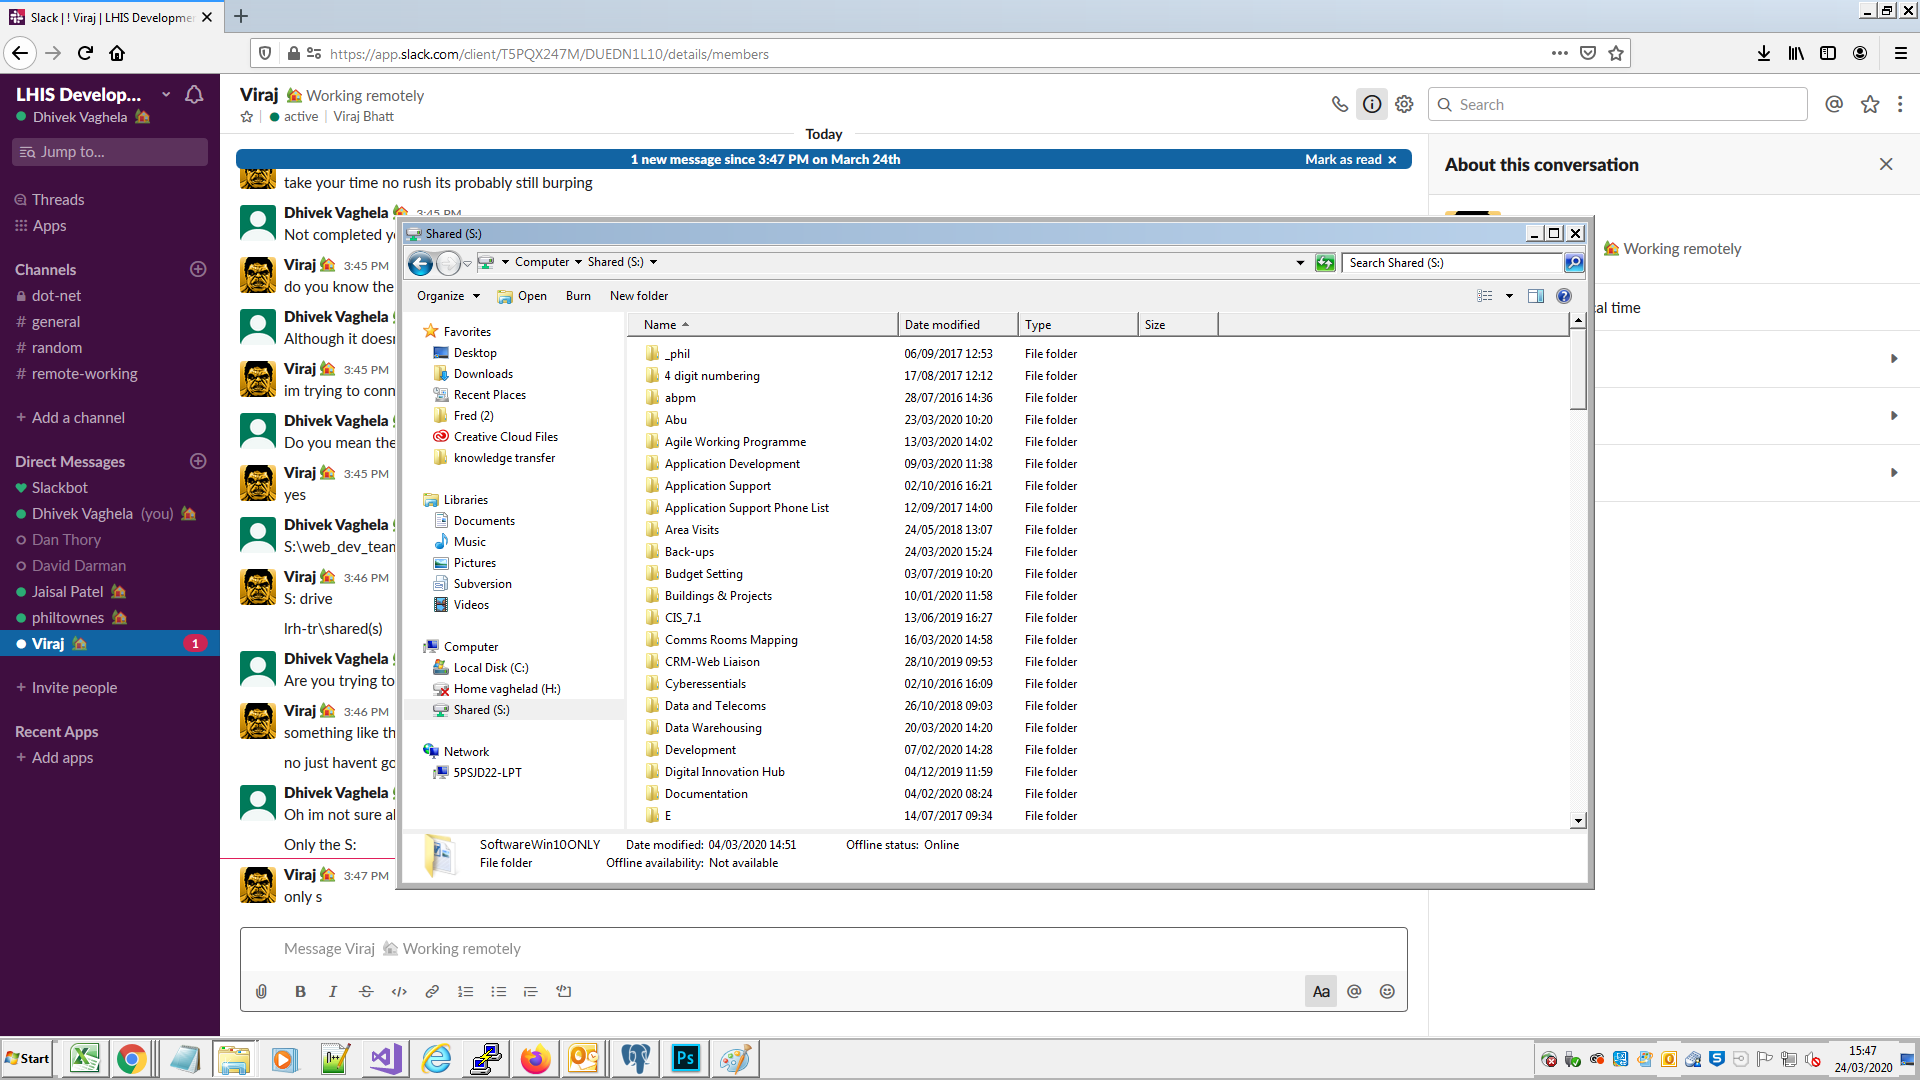 Slack | ! Viraj | LHIS Developme
https://app.slack.com/client/T5PQX247M/DUEDN1L10/details/members
LHIS Develop...
Dhivek Vaghela
Jump to...
Threads
Apps
Channels
dot-net
# general
# random
# remote-working
+ Add a channel
Direct Messages
Slackbot
Dhivek Vaghela (you)
Dan Thory
David Darman
Jaisal Patel
philtownes
Viraj 1
+ Invite people
Recent Apps
+ Add apps
Viraj Working remotely
active | Viraj Bhatt
Search
Today
1 new message since 3:47 PM on March 24th
Mark as read ×
take your time no rush its probably still burping
Dhivek Vaghela 3:45 PM
Not completed y
Viraj 3:45 PM
do you know the
Dhivek Vaghela
Although it does
Viraj 3:45 PM
im trying to conn
Dhivek Vaghela
Do you mean the
Viraj 3:45 PM
yes
Dhivek Vaghela
S:\web_dev_team
Viraj 3:46 PM
S: drive
lrh-tr\shared(s)
Dhivek Vaghela
Are you trying to
Viraj 3:46 PM
something like th
no just havent go
Dhivek Vaghela
Oh im not sure a
Only the S:
Viraj 3:47 PM
only s
Message Viraj Working remotely
B I Aa @
About this conversation
Working remotely
al time
Shared (S:)
Computer Shared (S:)
Search Shared (S:)
Organize Open Burn New folder
Favorites
Desktop
Downloads
Recent Places
Fred (2)
Creative Cloud Files
knowledge transfer
Libraries
Documents
Music
Pictures
Subversion
Videos
Computer
Local Disk (C:)
Home vaghelad (H:)
Shared (S:)
Network
5PSJD22-LPT
Name Date modified Type Size
_phil 06/09/2017 12:53 File folder
4 digit numbering 17/08/2017 12:12 File folder
abpm 28/07/2016 14:36 File folder
Abu 23/03/2020 10:20 File folder
Agile Working Programme 13/03/2020 14:02 File folder
Application Development 09/03/2020 11:38 File folder
Application Support 02/10/2016 16:21 File folder
Application Support Phone List 12/09/2017 14:00 File folder
Area Visits 24/05/2018 13:07 File folder
Back-ups 24/03/2020 15:24 File folder
Budget Setting 03/07/2019 10:20 File folder
Buildings & Projects 10/01/2020 11:58 File folder
CIS_7.1 13/06/2019 16:27 File folder
Comms Rooms Mapping 16/03/2020 14:58 File folder
CRM-Web Liaison 28/10/2019 09:53 File folder
Cyberessentials 02/10/2016 16:09 File folder
Data and Telecoms 26/10/2018 09:03 File folder
Data Warehousing 20/03/2020 14:20 File folder
Development 07/02/2020 14:28 File folder
Digital Innovation Hub 04/12/2019 11:59 File folder
Documentation 04/02/2020 08:24 File folder
E 14/07/2017 09:34 File folder
SoftwareWin10ONLY Date modified: 04/03/2020 14:51 Offline status: Online
File folder Offline availability: Not available
Start
Ps
15:47
24/03/2020